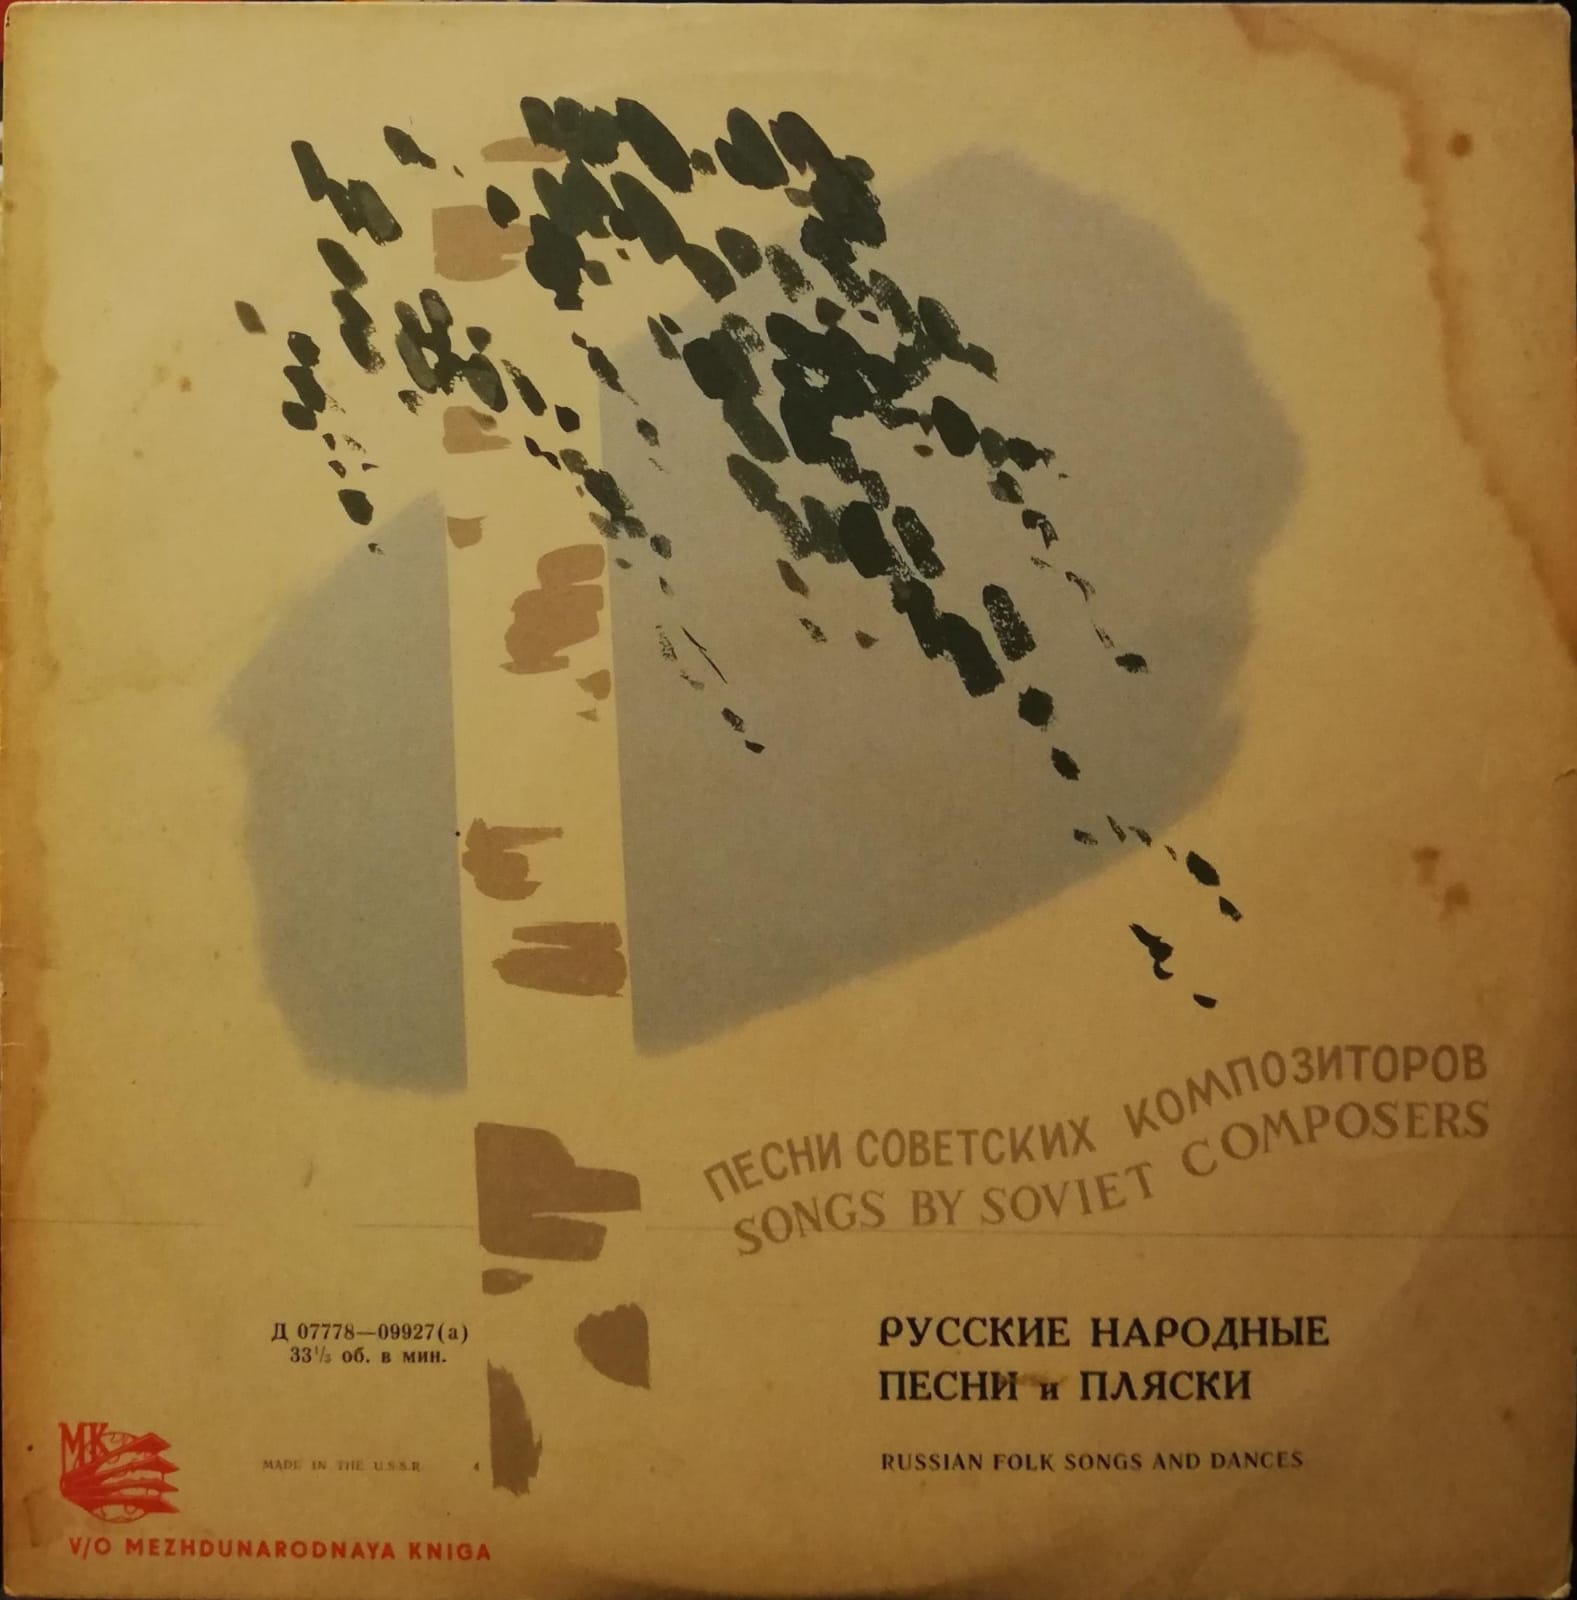 ПЕСНИ СОВЕТСКИХ КОМПОЗИТОРОВ
SONGS BY SOVIET COMPOSERS
РУССКИЕ НАРОДНЫЕ
ПЕСНИ и ПЛЯСКИ
RUSSIAN FOLK SONGS AND DANCES
Д 07778—09927(а)
33⅓ об. в мин.
MADE IN THE U.S.S.R. 4
МК
V/O MEZHDUNARODNAYA KNIGA